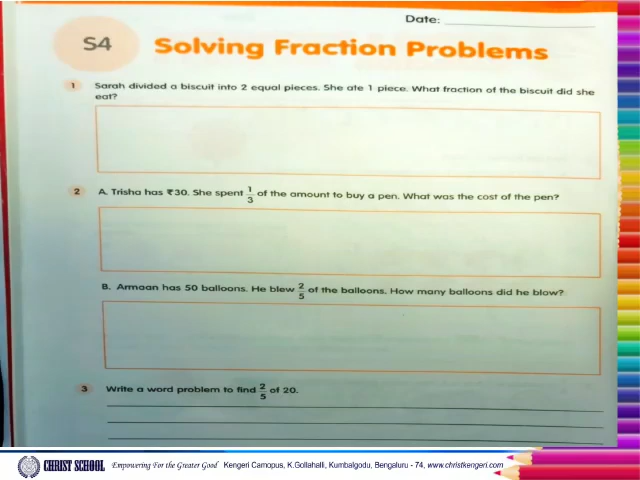 Date:
S4
Solving Fraction Problems
1 Sarah divided a biscuit into 2 equal pieces. She ate 1 piece. What fraction of the biscuit did she
eat?
2 A. Trisha has ₹30. She spent 1/3 of the amount to buy a pen. What was the cost of the pen?
B. Armaan has 50 balloons. He blew 2/5 of the balloons. How many balloons did he blow?
3 Write a word problem to find 2/5 of 20.
CHRIST SCHOOL Empowering For the Greater Good Kengeri Campus, K.Gollahalli, Kumbalgodu, Bengaluru - 74, www.christkengeri.com